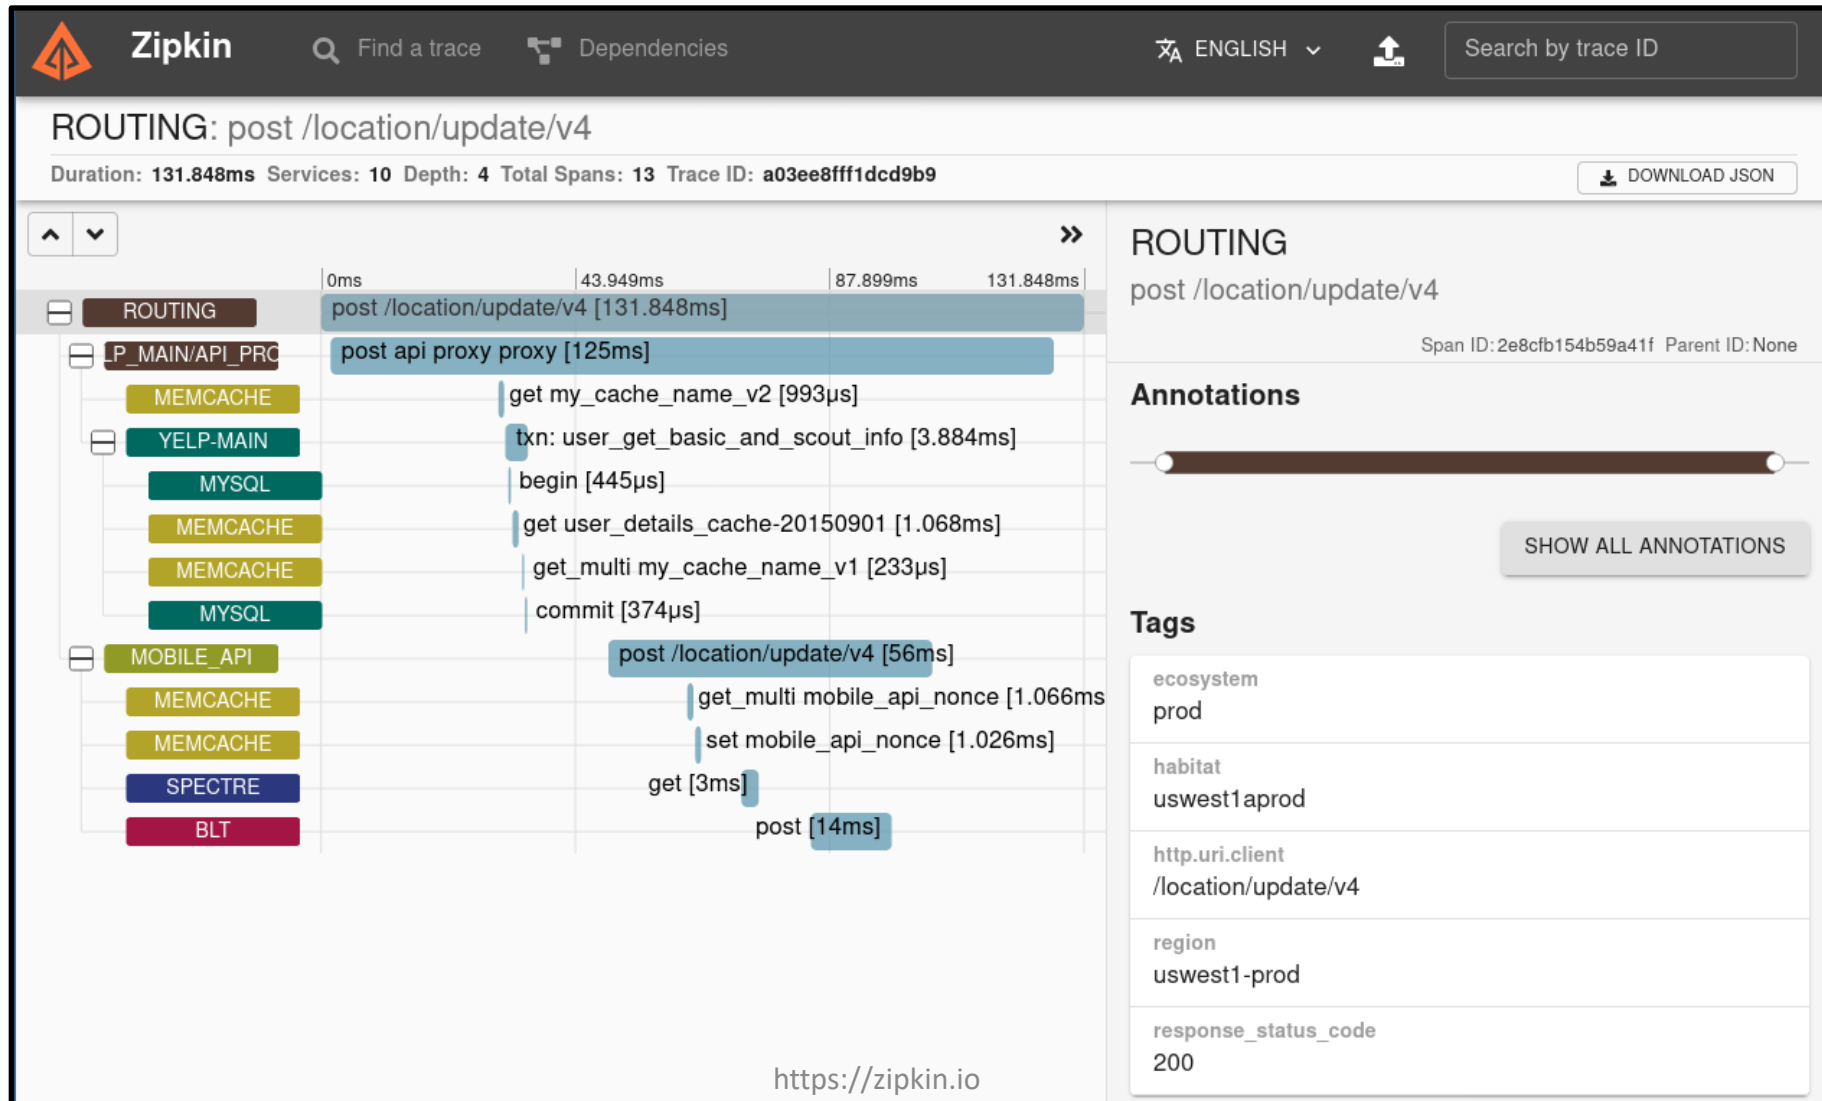 Zipkin
Find a trace
Dependencies
ENGLISH
Search by trace ID
ROUTING: post /location/update/v4
Duration: 131.848ms Services: 10 Depth: 4 Total Spans: 13 Trace ID: a03ee8fff1dcd9b9
DOWNLOAD JSON
0ms 43.949ms 87.899ms 131.848ms
ROUTING post /location/update/v4 [131.848ms]
LP_MAIN/API_PRO post api proxy proxy [125ms]
MEMCACHE get my_cache_name_v2 [993µs]
YELP-MAIN txn: user_get_basic_and_scout_info [3.884ms]
MYSQL begin [445µs]
MEMCACHE get user_details_cache-20150901 [1.068ms]
MEMCACHE get_multi my_cache_name_v1 [233µs]
MYSQL commit [374µs]
MOBILE_API post /location/update/v4 [56ms]
MEMCACHE get_multi mobile_api_nonce [1.066ms
MEMCACHE set mobile_api_nonce [1.026ms]
SPECTRE get [3ms]
BLT post [14ms]
https://zipkin.io
ROUTING
post /location/update/v4
Span ID: 2e8cfb154b59a41f Parent ID: None
Annotations
SHOW ALL ANNOTATIONS
Tags
ecosystem
prod
habitat
uswest1aprod
http.uri.client
/location/update/v4
region
uswest1-prod
response_status_code
200